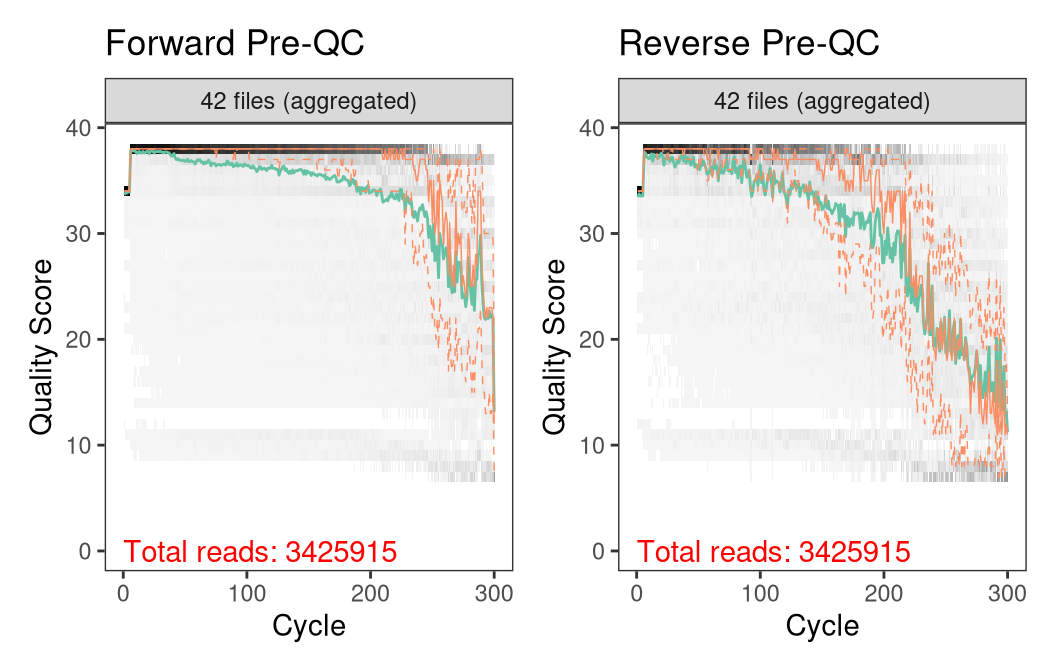 Forward Pre-QC
42 files (aggregated)
Quality Score
40
30
20
10
0
Total reads: 3425915
0 100 200 300
Cycle
Reverse Pre-QC
42 files (aggregated)
Quality Score
40
30
20
10
0
Total reads: 3425915
0 100 200 300
Cycle